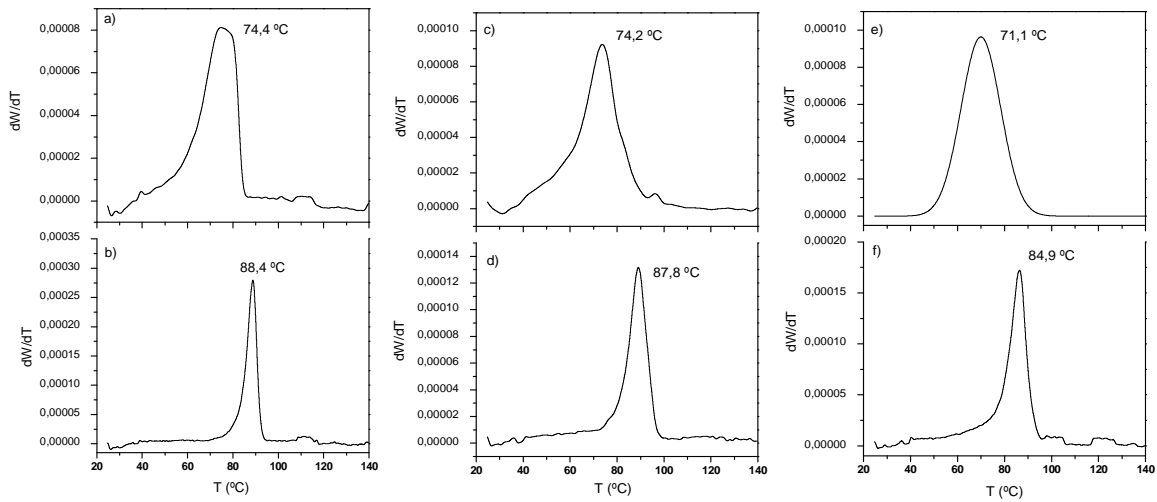 a)
74,4 ºC
0,00008
0,00006
0,00004
0,00002
0,00000
dW/dT
b)
88,4 ºC
0,00035
0,00030
0,00025
0,00020
0,00015
0,00010
0,00005
0,00000
dW/dT
20 40 60 80 100 120 140
T (ºC)
c)
74,2 ºC
0,00010
0,00008
0,00006
0,00004
0,00002
0,00000
dW/dT
d)
87,8 ºC
0,00014
0,00012
0,00010
0,00008
0,00006
0,00004
0,00002
0,00000
dW/dT
20 40 60 80 100 120 140
T (ºC)
e)
71,1 ºC
0,00010
0,00008
0,00006
0,00004
0,00002
0,00000
dW/dT
f)
84,9 ºC
0,00020
0,00015
0,00010
0,00005
0,00000
dW/dT
20 40 60 80 100 120 140
T (ºC)